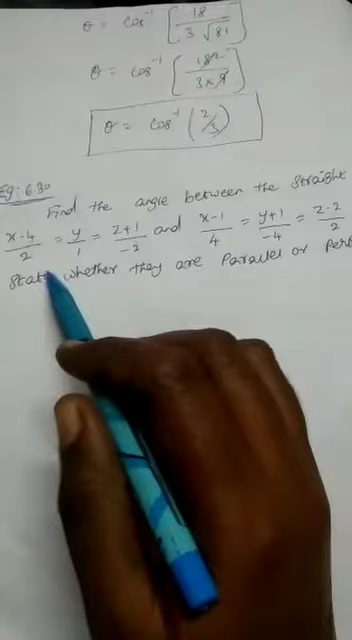 θ = cos⁻¹ [18 / 3√81]
θ = cos⁻¹ [18 / 3×9]
θ = cos⁻¹ (2/3)
Eg: 6.30
Find the angle between the straight
x-4/2 = y/1 = z+1/-2 and x-1/4 = y+1/-4 = z-2/2
State whether they are Parallel or